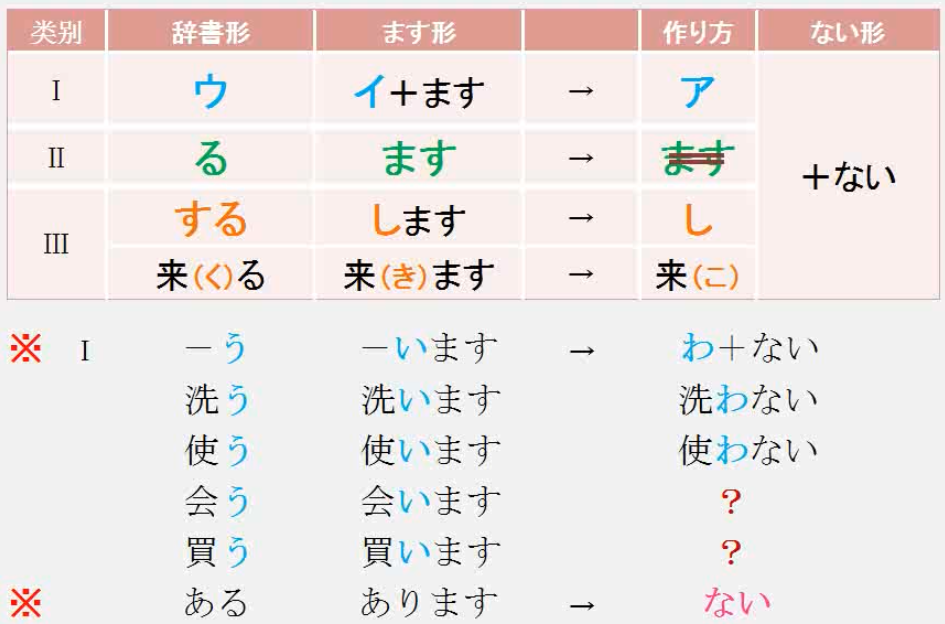 类别 辞書形 ます形 作り方 ない形
Ⅰ ウ イ＋ます → ア
Ⅱ る ます → ます
＋ない
Ⅲ する します → し
来(く)る 来(き)ます → 来(こ)
※ Ⅰ －う －います → わ＋ない
洗う 洗います 洗わない
使う 使います 使わない
会う 会います ？
買う 買います ？
※ ある あります → ない